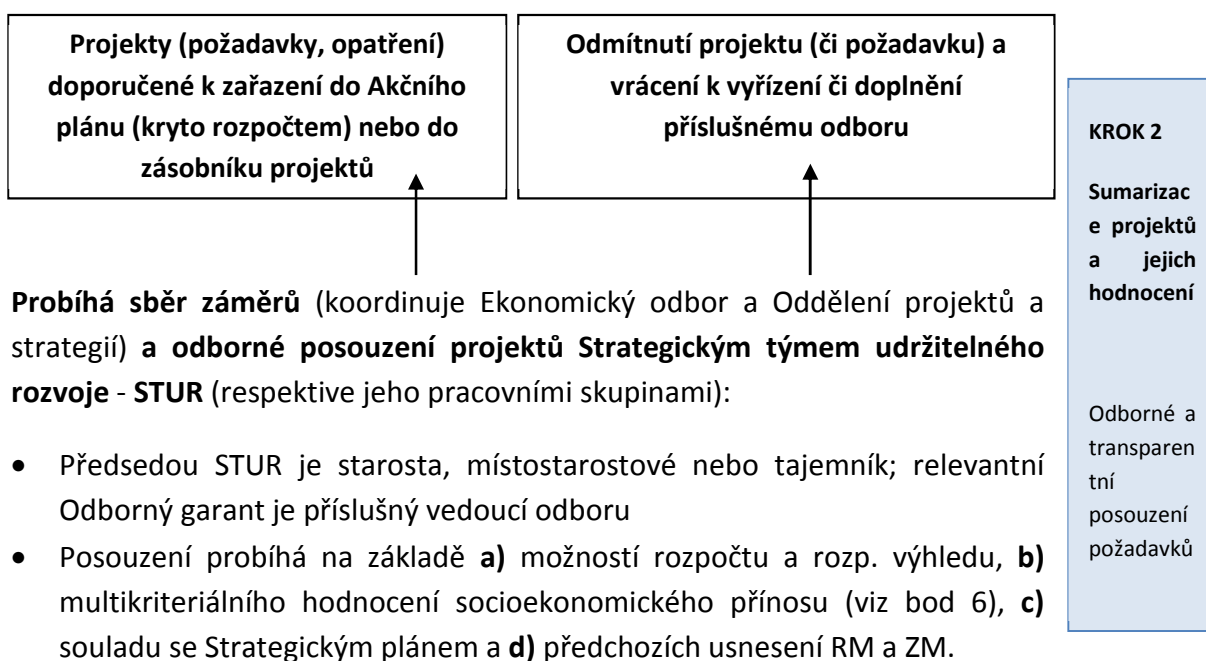 Projekty (požadavky, opatření)
doporučené k zařazení do Akčního
plánu (kryto rozpočtem) nebo do
zásobníku projektů
Odmítnutí projektu (či požadavku) a
vrácení k vyřízení či doplnění
příslušnému odboru
Probíhá sběr záměrů (koordinuje Ekonomický odbor a Oddělení projektů a
strategií) a odborné posouzení projektů Strategickým týmem udržitelného
rozvoje - STUR (respektive jeho pracovními skupinami):
• Předsedou STUR je starosta, místostarostové nebo tajemník; relevantní
Odborný garant je příslušný vedoucí odboru
• Posouzení probíhá na základě a) možností rozpočtu a rozp. výhledu, b)
multikriteriálního hodnocení socioekonomického přínosu (viz bod 6), c)
souladu se Strategickým plánem a d) předchozích usnesení RM a ZM.
KROK 2
Sumarizac
e projektů
a jejich
hodnocení
Odborné a
transparen
tní
posouzení
požadavků